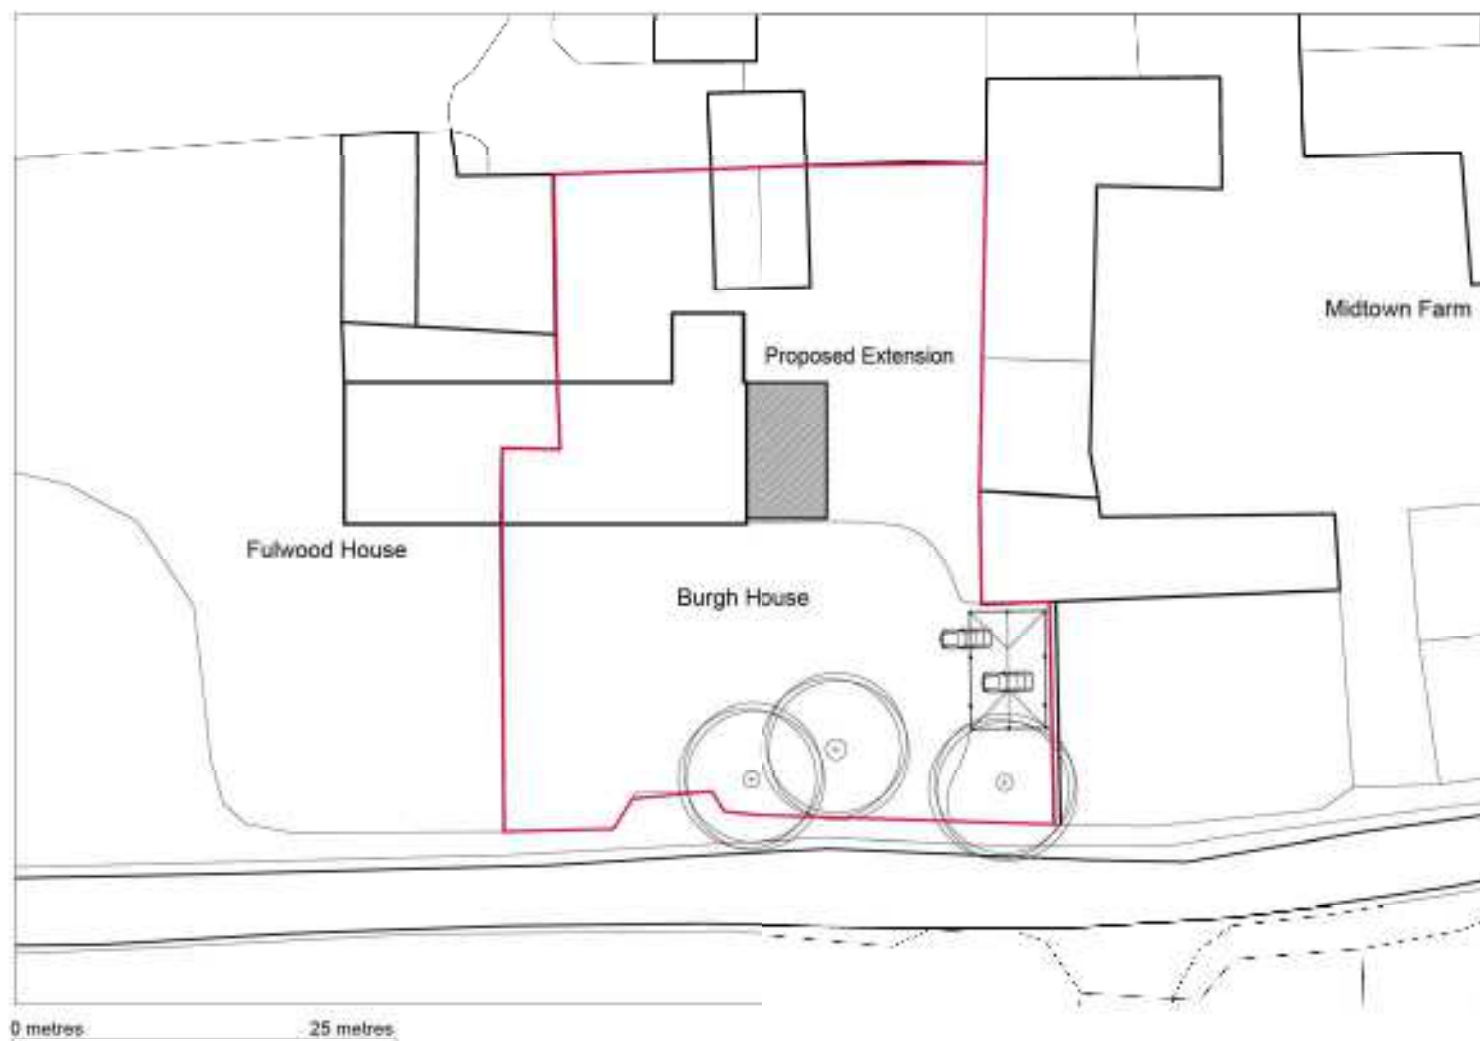 Midtown Farm
Proposed Extension
Fulwood House
Burgh House
0 metres
25 metres